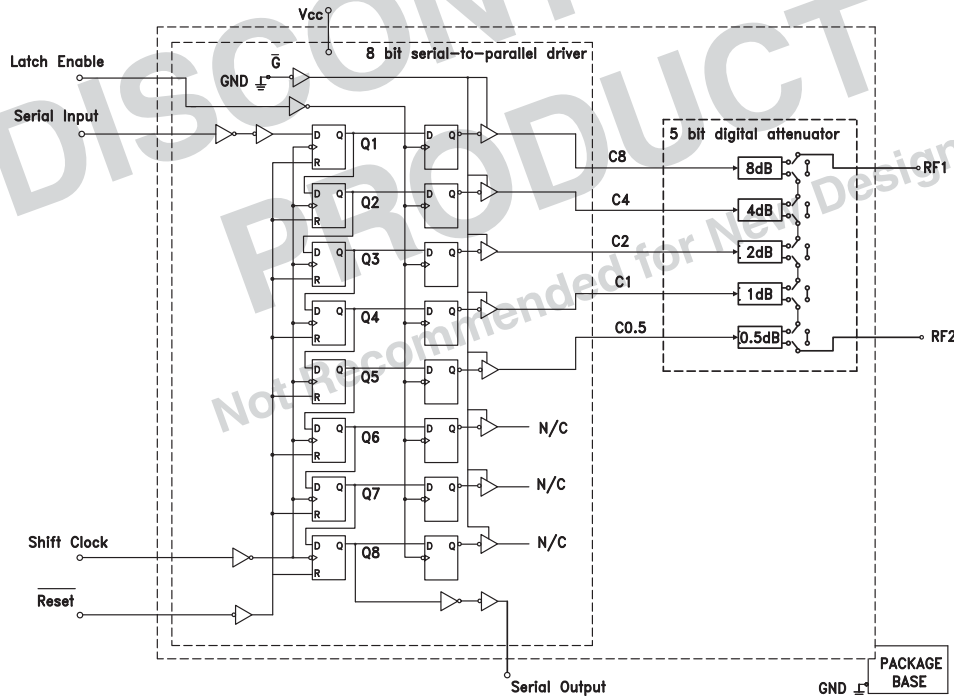 DISCONT
PRODUCT
Not Recommended for New Design
Vcc
8 bit serial-to-parallel driver
Latch Enable
G
GND
Serial Input
D Q
R
Q1
D Q
D Q
R
Q2
D Q
D Q
R
Q3
D Q
D Q
R
Q4
D Q
D Q
R
Q5
D Q
D Q
R
Q6
D Q
D Q
R
Q7
D Q
D Q
R
Q8
D Q
C8
C4
C2
C1
C0.5
N/C
N/C
N/C
5 bit digital attenuator
8dB
4dB
2dB
1dB
0.5dB
RF1
RF2
Shift Clock
Reset
Serial Output
GND
PACKAGE
BASE